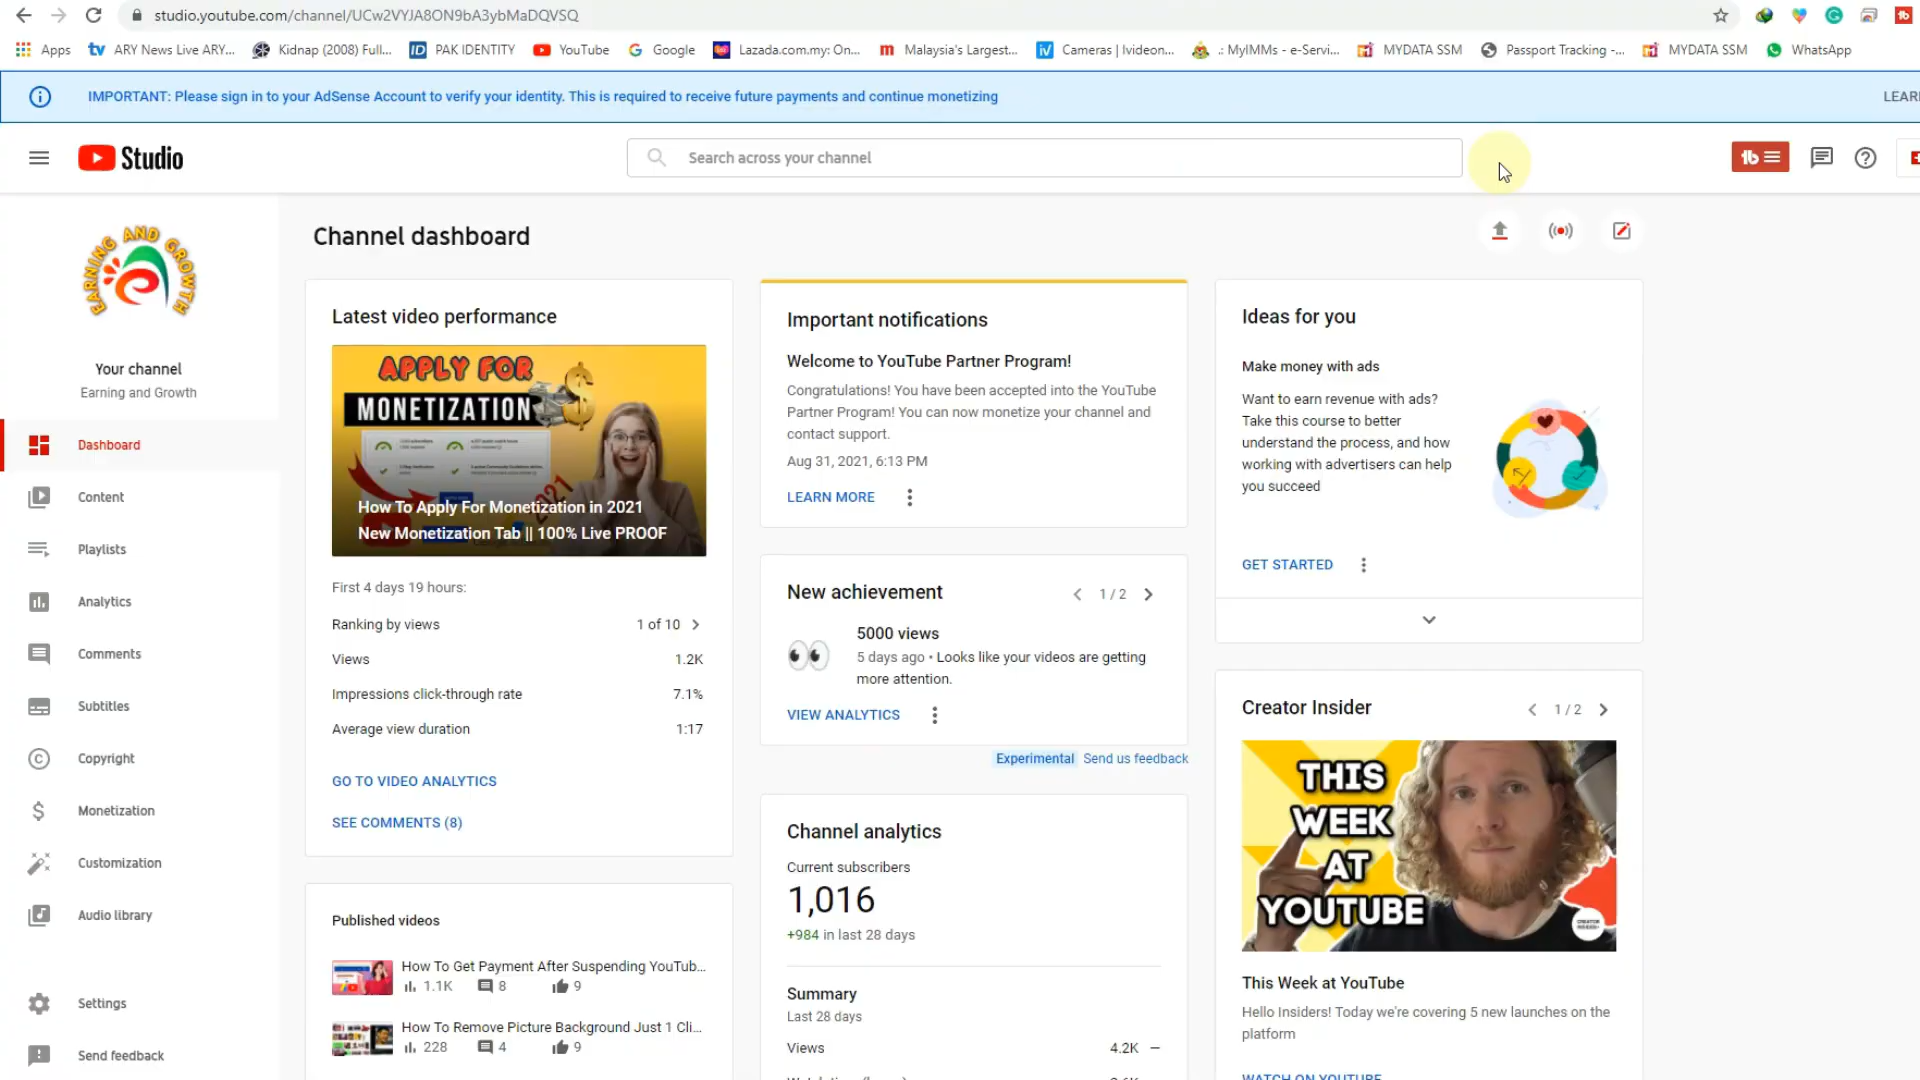 studio.youtube.com/channel/UCw2VYJA8ON9bA3ybMaDQVSQ
Apps
ARY News Live ARY...
Kidnap (2008) Full...
PAK IDENTITY
YouTube
Google
Lazada.com.my: On...
Malaysia's Largest...
Cameras | Ivideon...
.: MyIMMs - e-Servi...
MYDATA SSM
Passport Tracking -...
MYDATA SSM
WhatsApp
IMPORTANT: Please sign in to your AdSense Account to verify your identity. This is required to receive future payments and continue monetizing
LEAR
Studio
Search across your channel
EARNING AND GROWTH
Your channel
Earning and Growth
Dashboard
Content
Playlists
Analytics
Comments
Subtitles
Copyright
Monetization
Customization
Audio library
Settings
Send feedback
Channel dashboard
Latest video performance
APPLY FOR
MONETIZATION
2021
How To Apply For Monetization in 2021
New Monetization Tab || 100% Live PROOF
First 4 days 19 hours:
Ranking by views 1 of 10
Views 1.2K
Impressions click-through rate 7.1%
Average view duration 1:17
GO TO VIDEO ANALYTICS
SEE COMMENTS (8)
Published videos
How To Get Payment After Suspending YouTub...
1.1K 8 9
How To Remove Picture Background Just 1 Cli...
228 4 9
Important notifications
Welcome to YouTube Partner Program!
Congratulations! You have been accepted into the YouTube
Partner Program! You can now monetize your channel and
contact support.
Aug 31, 2021, 6:13 PM
LEARN MORE
New achievement
1 / 2
5000 views
5 days ago • Looks like your videos are getting
more attention.
VIEW ANALYTICS
Experimental Send us feedback
Channel analytics
Current subscribers
1,016
+984 in last 28 days
Summary
Last 28 days
Views 4.2K —
Ideas for you
Make money with ads
Want to earn revenue with ads?
Take this course to better
understand the process, and how
working with advertisers can help
you succeed
GET STARTED
Creator Insider
1 / 2
THIS
WEEK
AT
YOUTUBE
This Week at YouTube
Hello Insiders! Today we're covering 5 new launches on the
platform
WATCH ON YOUTUBE